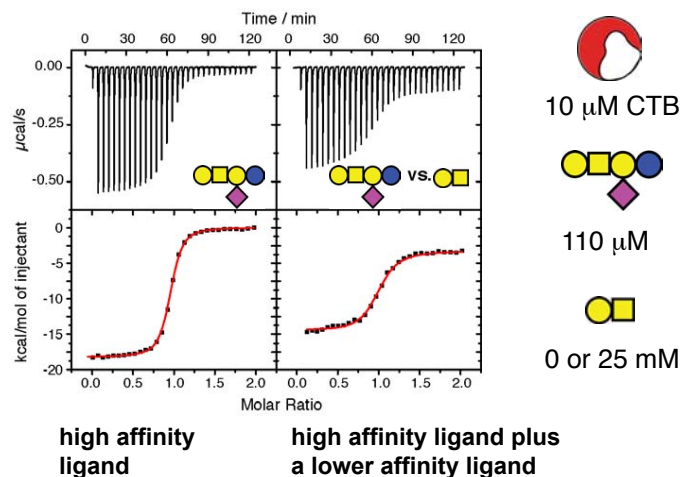 Time / min
0 30 60 90 120 0 30 60 90 120
0.00
-0.25
-0.50
μcal/s
vs.
0
-5
-10
-15
-20
kcal/mol of injectant
0.0 0.5 1.0 1.5 2.0 0.0 0.5 1.0 1.5 2.0
Molar Ratio
high affinity
ligand
high affinity ligand plus
a lower affinity ligand
10 μM CTB
110 μM
0 or 25 mM